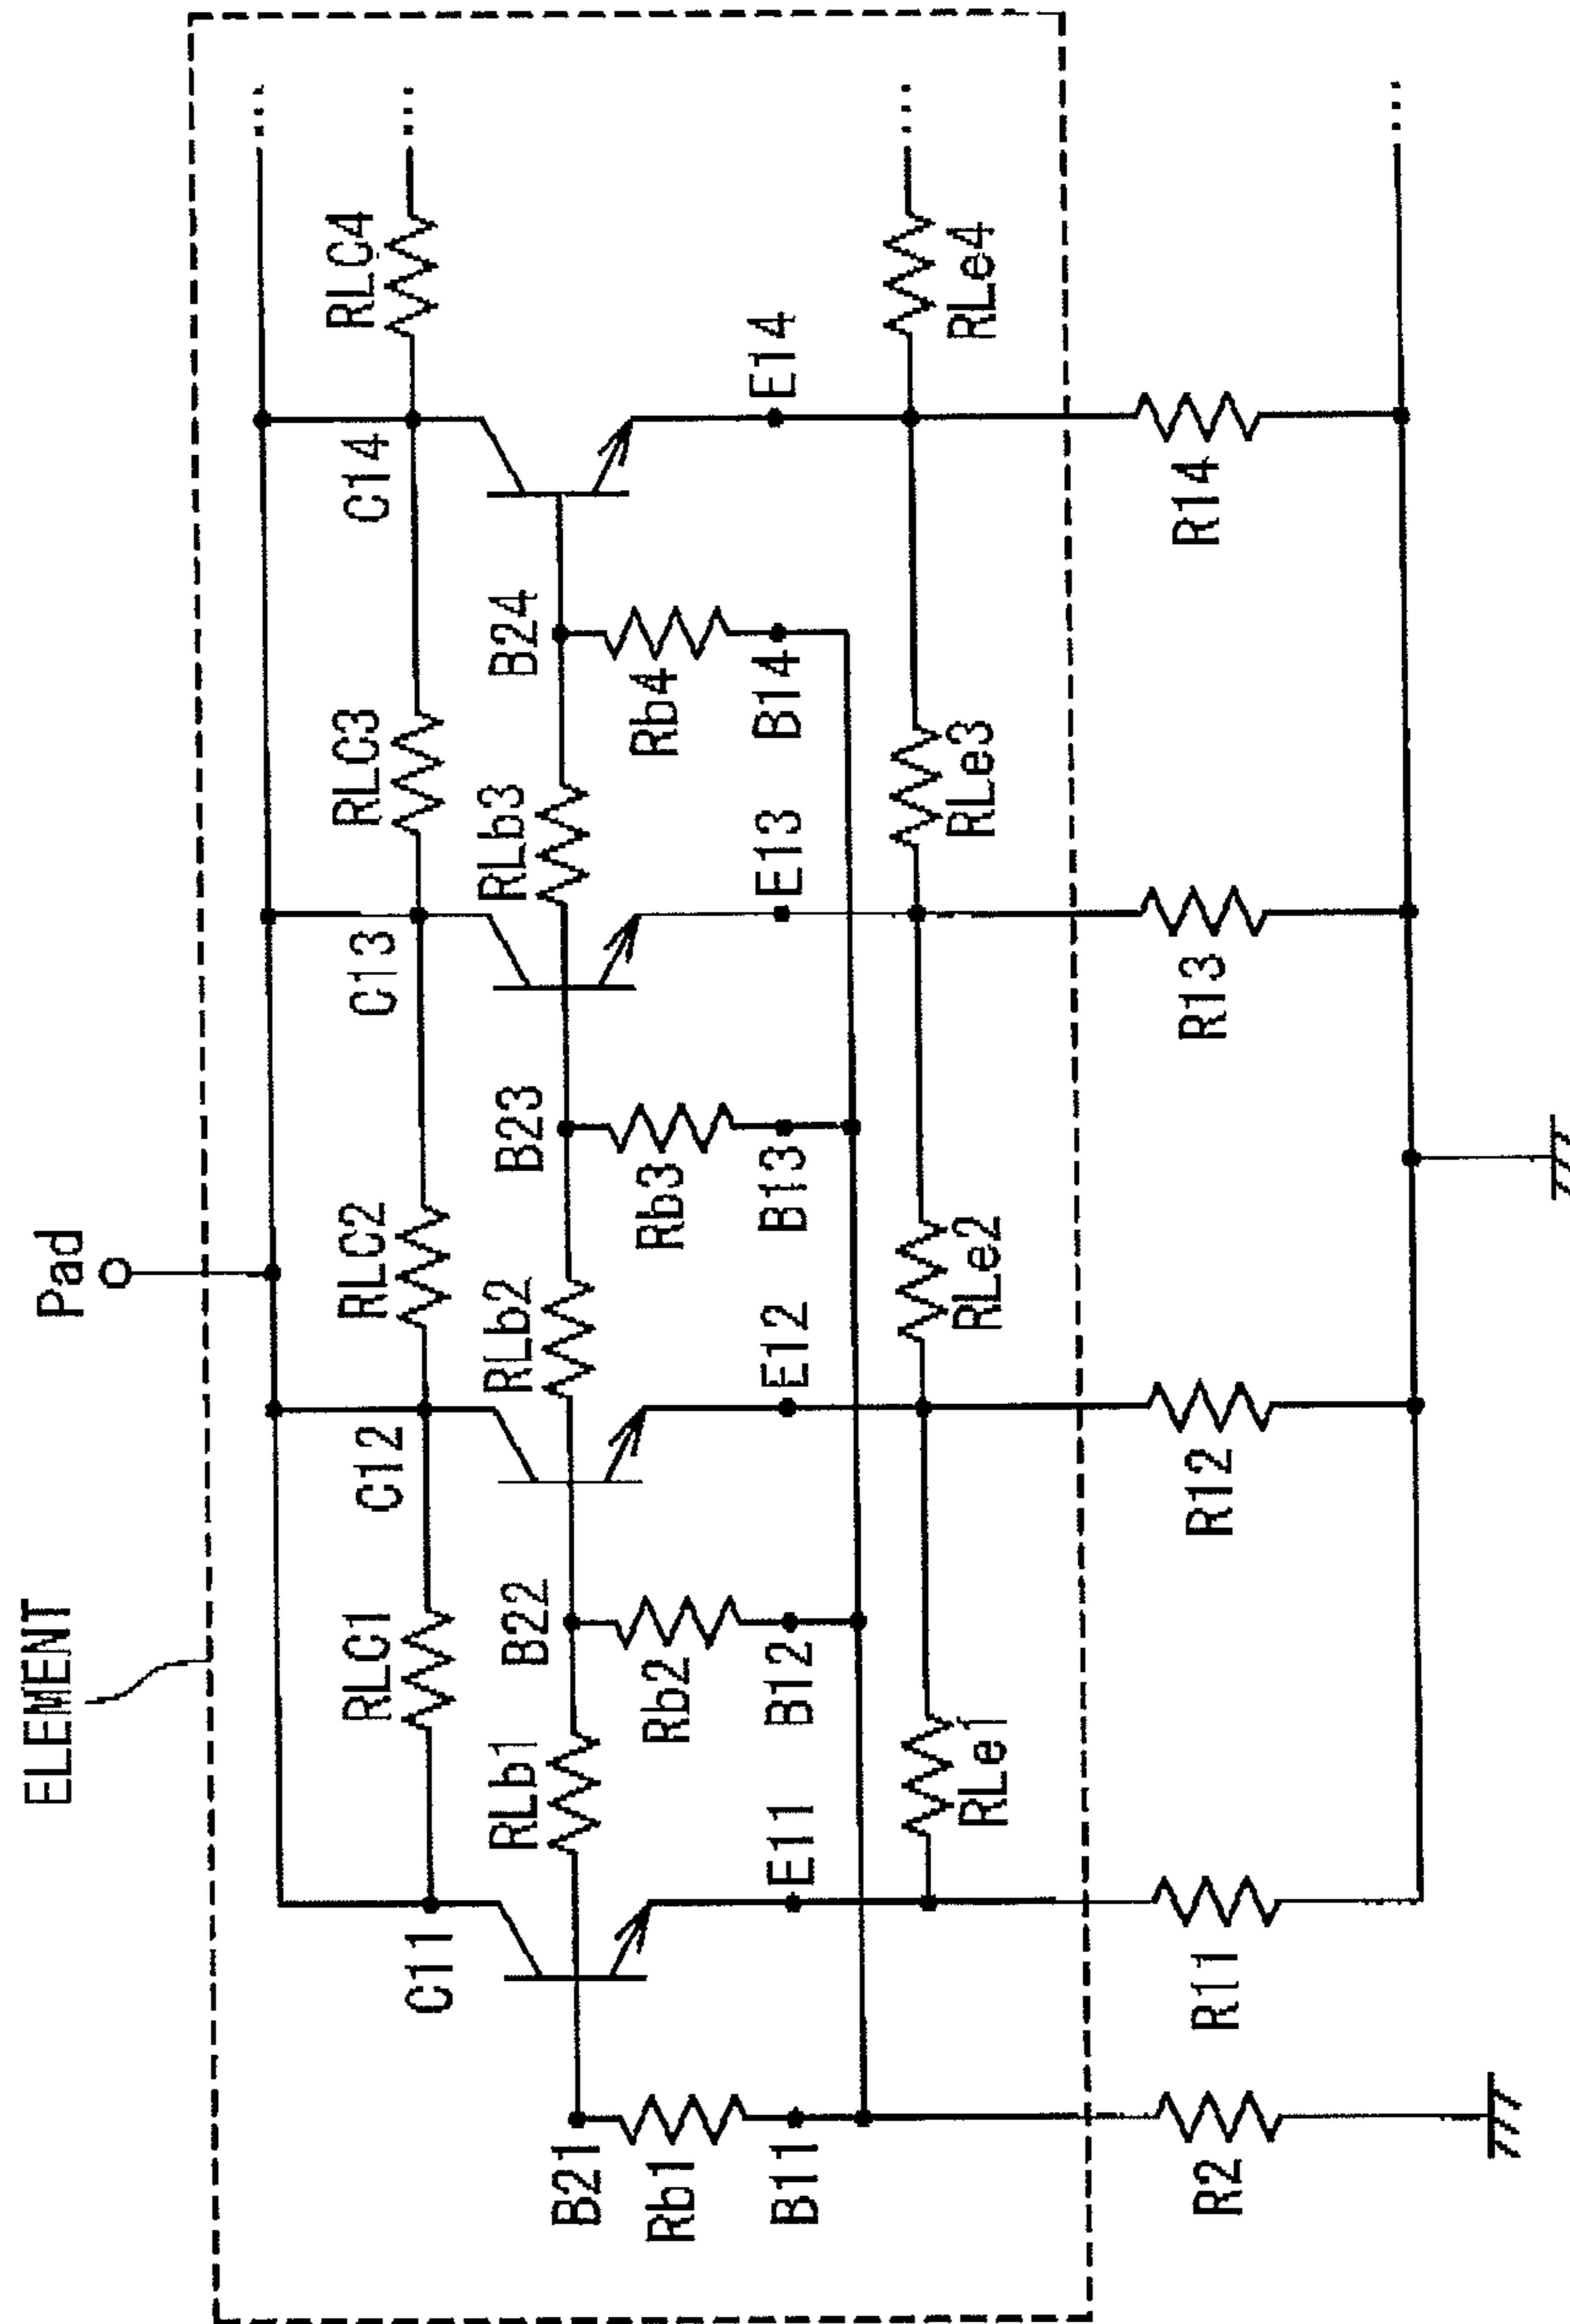 Pad
ELEMENT
RLC1
RLC2
RLC3
RLC4
C11
C12
C13
C14
RLb1
RLb2
RLb3
B21
B22
B23
B24
Rb1
Rb2
Rb3
Rb4
B11
E11
B12
E12
B13
E13
B14
E14
RLe1
RLe2
RLe3
RLe4
R2
R11
R12
R13
R14